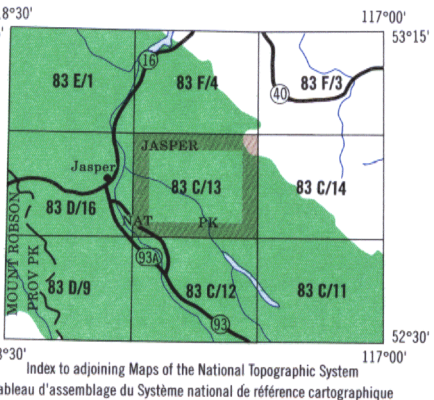 8°30'
117°00'
53°15'
16
83 E/1
83 F/4
83 F/3
40
JASPER
Jasper
83 C/13
83 C/14
83 D/16
NAT
PK
MOUNT ROBSON
PROV PK
93A
83 D/9
83 C/12
83 C/11
93
52°30'
8°30'
117°00'
Index to adjoining Maps of the National Topographic System
ableau d'assemblage du Système national de référence cartographique